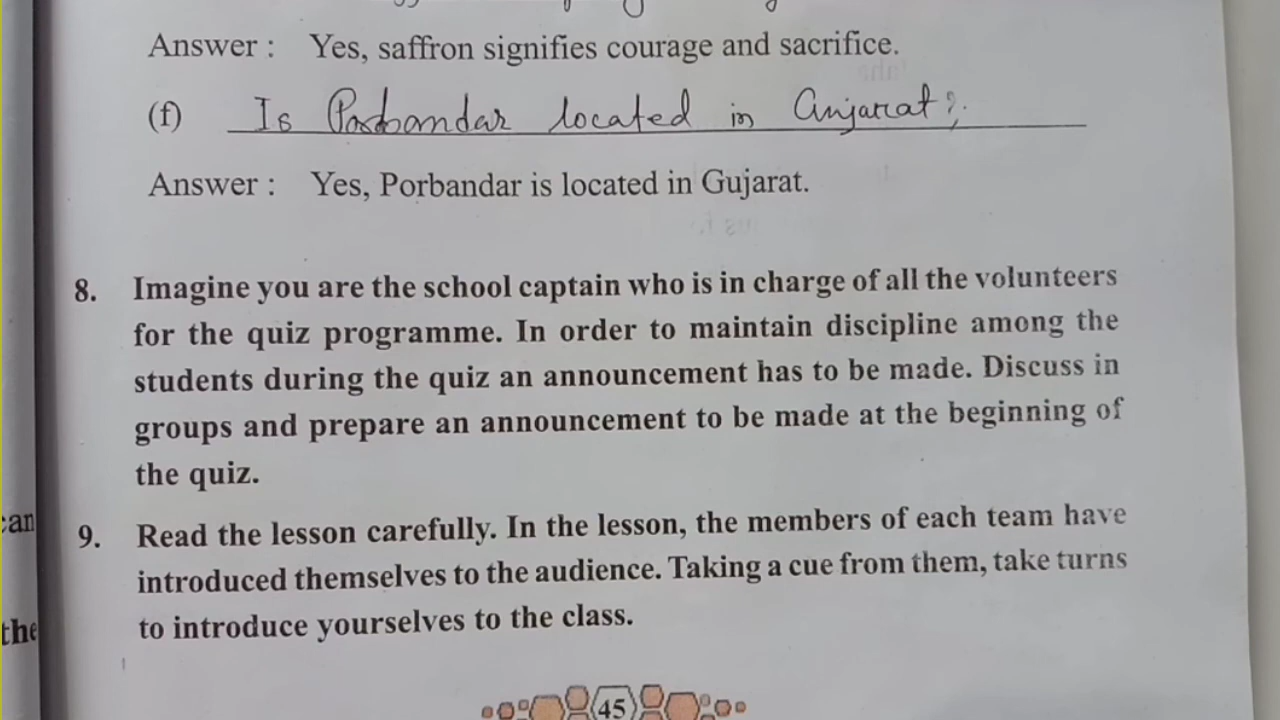 Answer : Yes, saffron signifies courage and sacrifice.
(f) Is Porbandar located in Gujarat?
Answer : Yes, Porbandar is located in Gujarat.
8. Imagine you are the school captain who is in charge of all the volunteers
for the quiz programme. In order to maintain discipline among the
students during the quiz an announcement has to be made. Discuss in
groups and prepare an announcement to be made at the beginning of
the quiz.
9. Read the lesson carefully. In the lesson, the members of each team have
introduced themselves to the audience. Taking a cue from them, take turns
to introduce yourselves to the class.
45
can
the